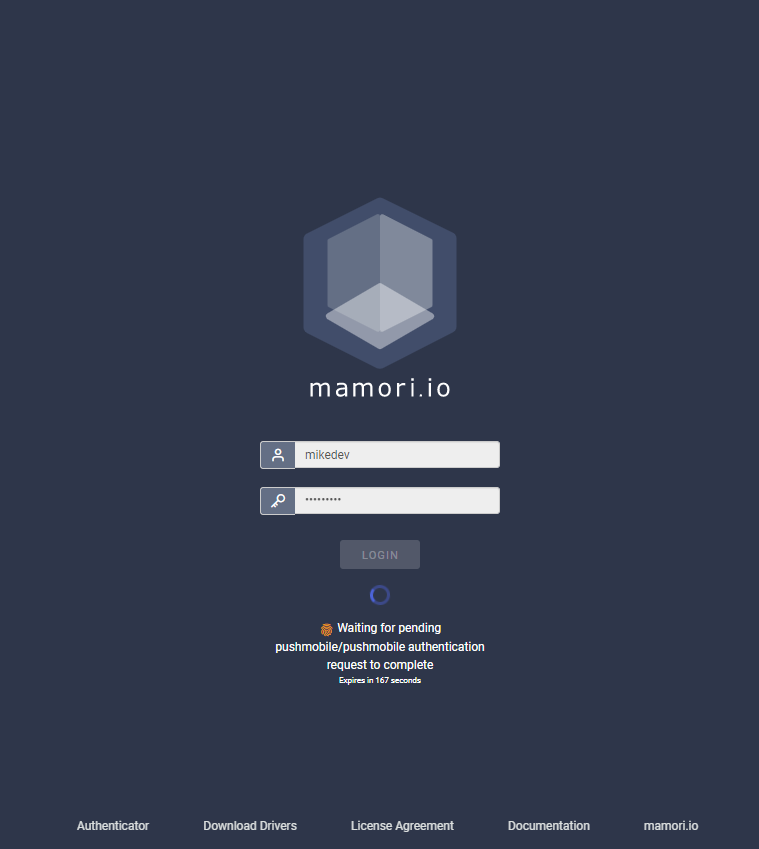 mamori.io
mikedev
•••••••••
LOGIN
Waiting for pending
pushmobile/pushmobile authentication
request to complete
Expires in 167 seconds
Authenticator Download Drivers License Agreement Documentation mamori.io